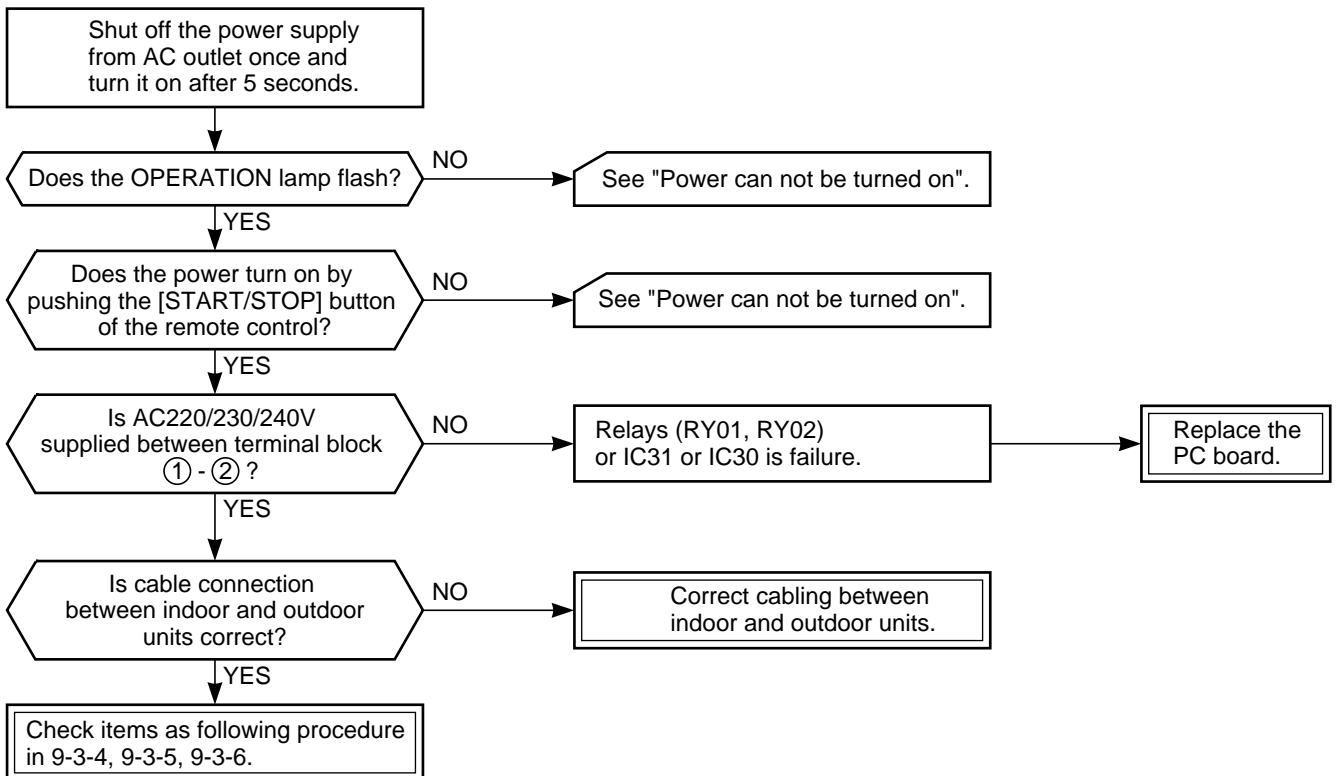 Shut off the power supply
from AC outlet once and
turn it on after 5 seconds.
Does the OPERATION lamp flash?
NO
See "Power can not be turned on".
YES
Does the power turn on by
pushing the [START/STOP] button
of the remote control?
NO
See "Power can not be turned on".
YES
Is AC220/230/240V
supplied between terminal block
① - ② ?
NO
Relays (RY01, RY02)
or IC31 or IC30 is failure.
Replace the
PC board.
YES
Is cable connection
between indoor and outdoor
units correct?
NO
Correct cabling between
indoor and outdoor units.
YES
Check items as following procedure
in 9-3-4, 9-3-5, 9-3-6.